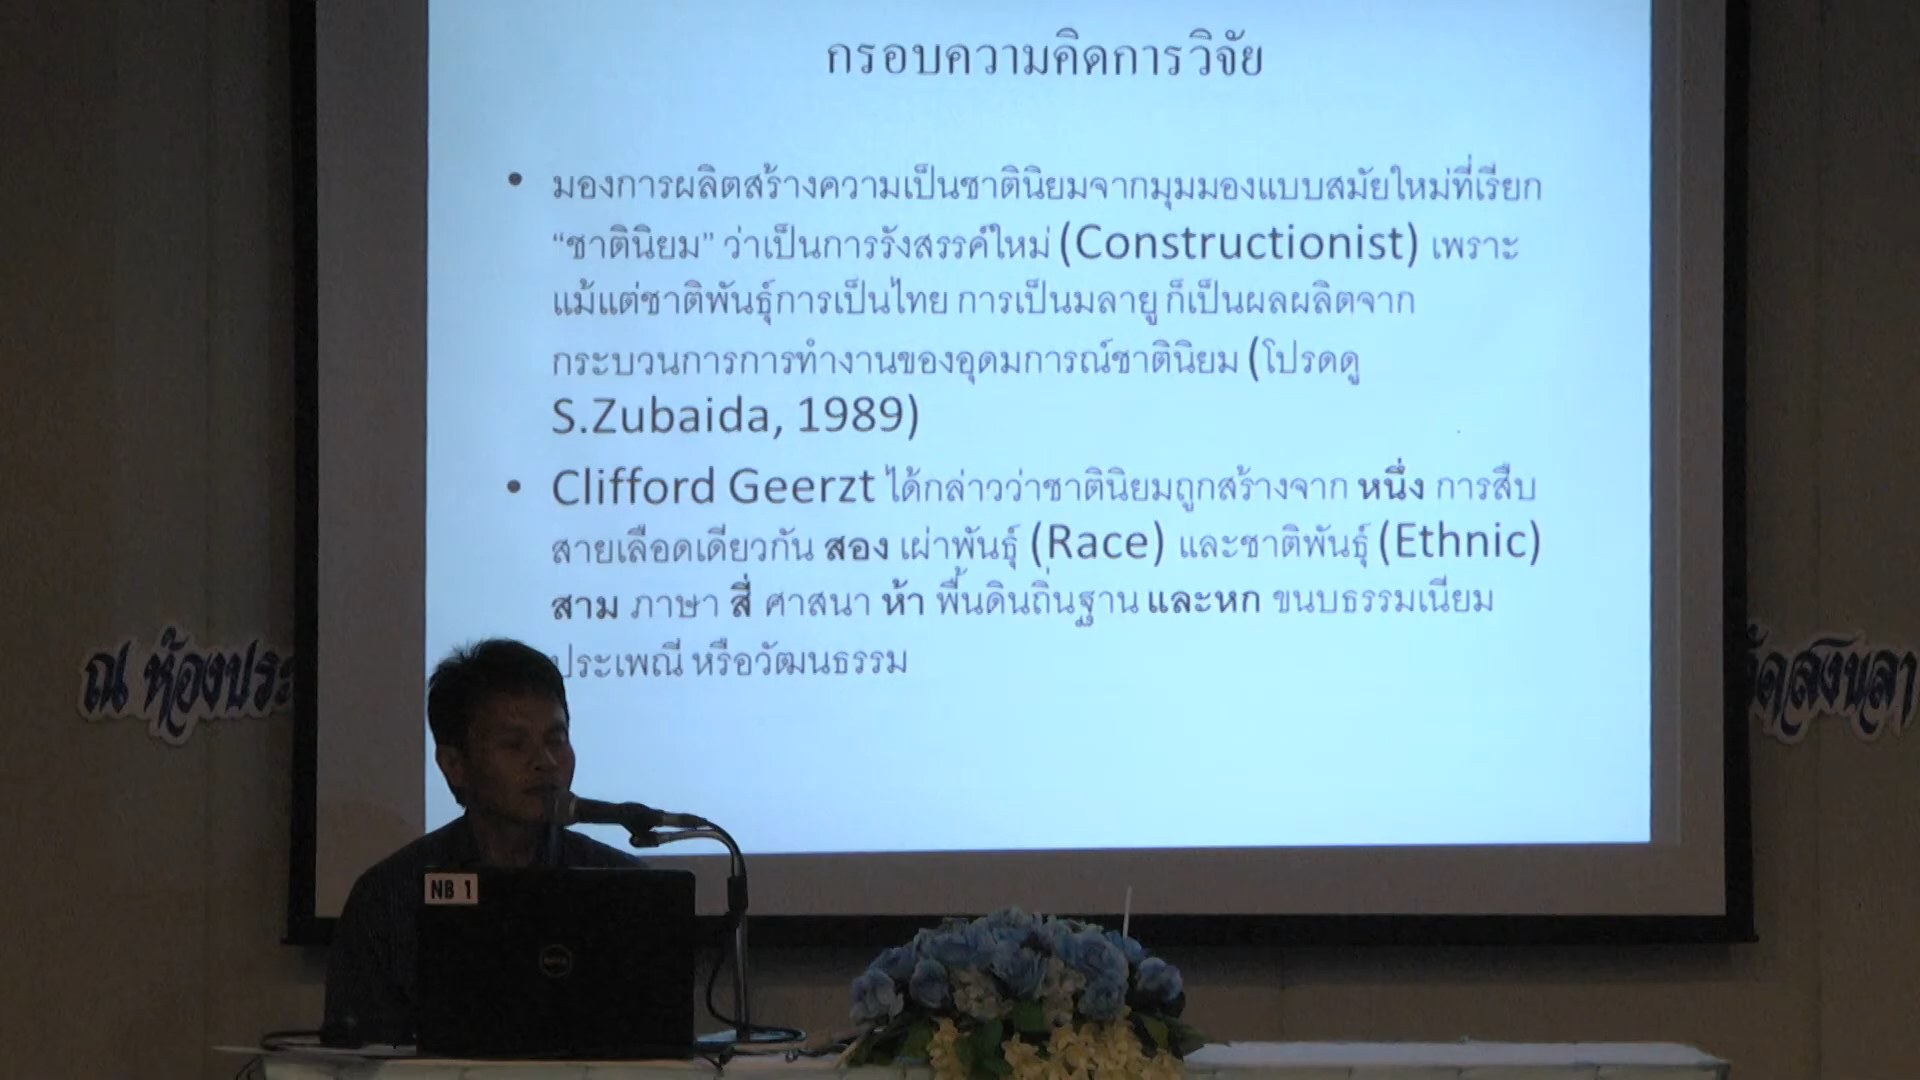 กรอบความคิดการวิจัย
• มองการผลิตสร้างความเป็นชาตินิยมจากมุมมองแบบสมัยใหม่ที่เรียก
“ชาตินิยม” ว่าเป็นการรังสรรค์ใหม่ (Constructionist) เพราะ
แม้แต่ชาติพันธุ์การเป็นไทย การเป็นมลายู ก็เป็นผลผลิตจาก
กระบวนการการทำงานของอุดมการณ์ชาตินิยม (โปรดดู
S.Zubaida, 1989)
• Clifford Geerzt ได้กล่าวว่าชาตินิยมถูกสร้างจาก หนึ่ง การสืบ
สายเลือดเดียวกัน สอง เผ่าพันธุ์ (Race) และชาติพันธุ์ (Ethnic)
สาม ภาษา สี่ ศาสนา ห้า พื้นดินถิ่นฐาน และหก ขนบธรรมเนียม
ประเพณี หรือวัฒนธรรม
ณ ห้องประ
สงขลา
NB 1
DELL